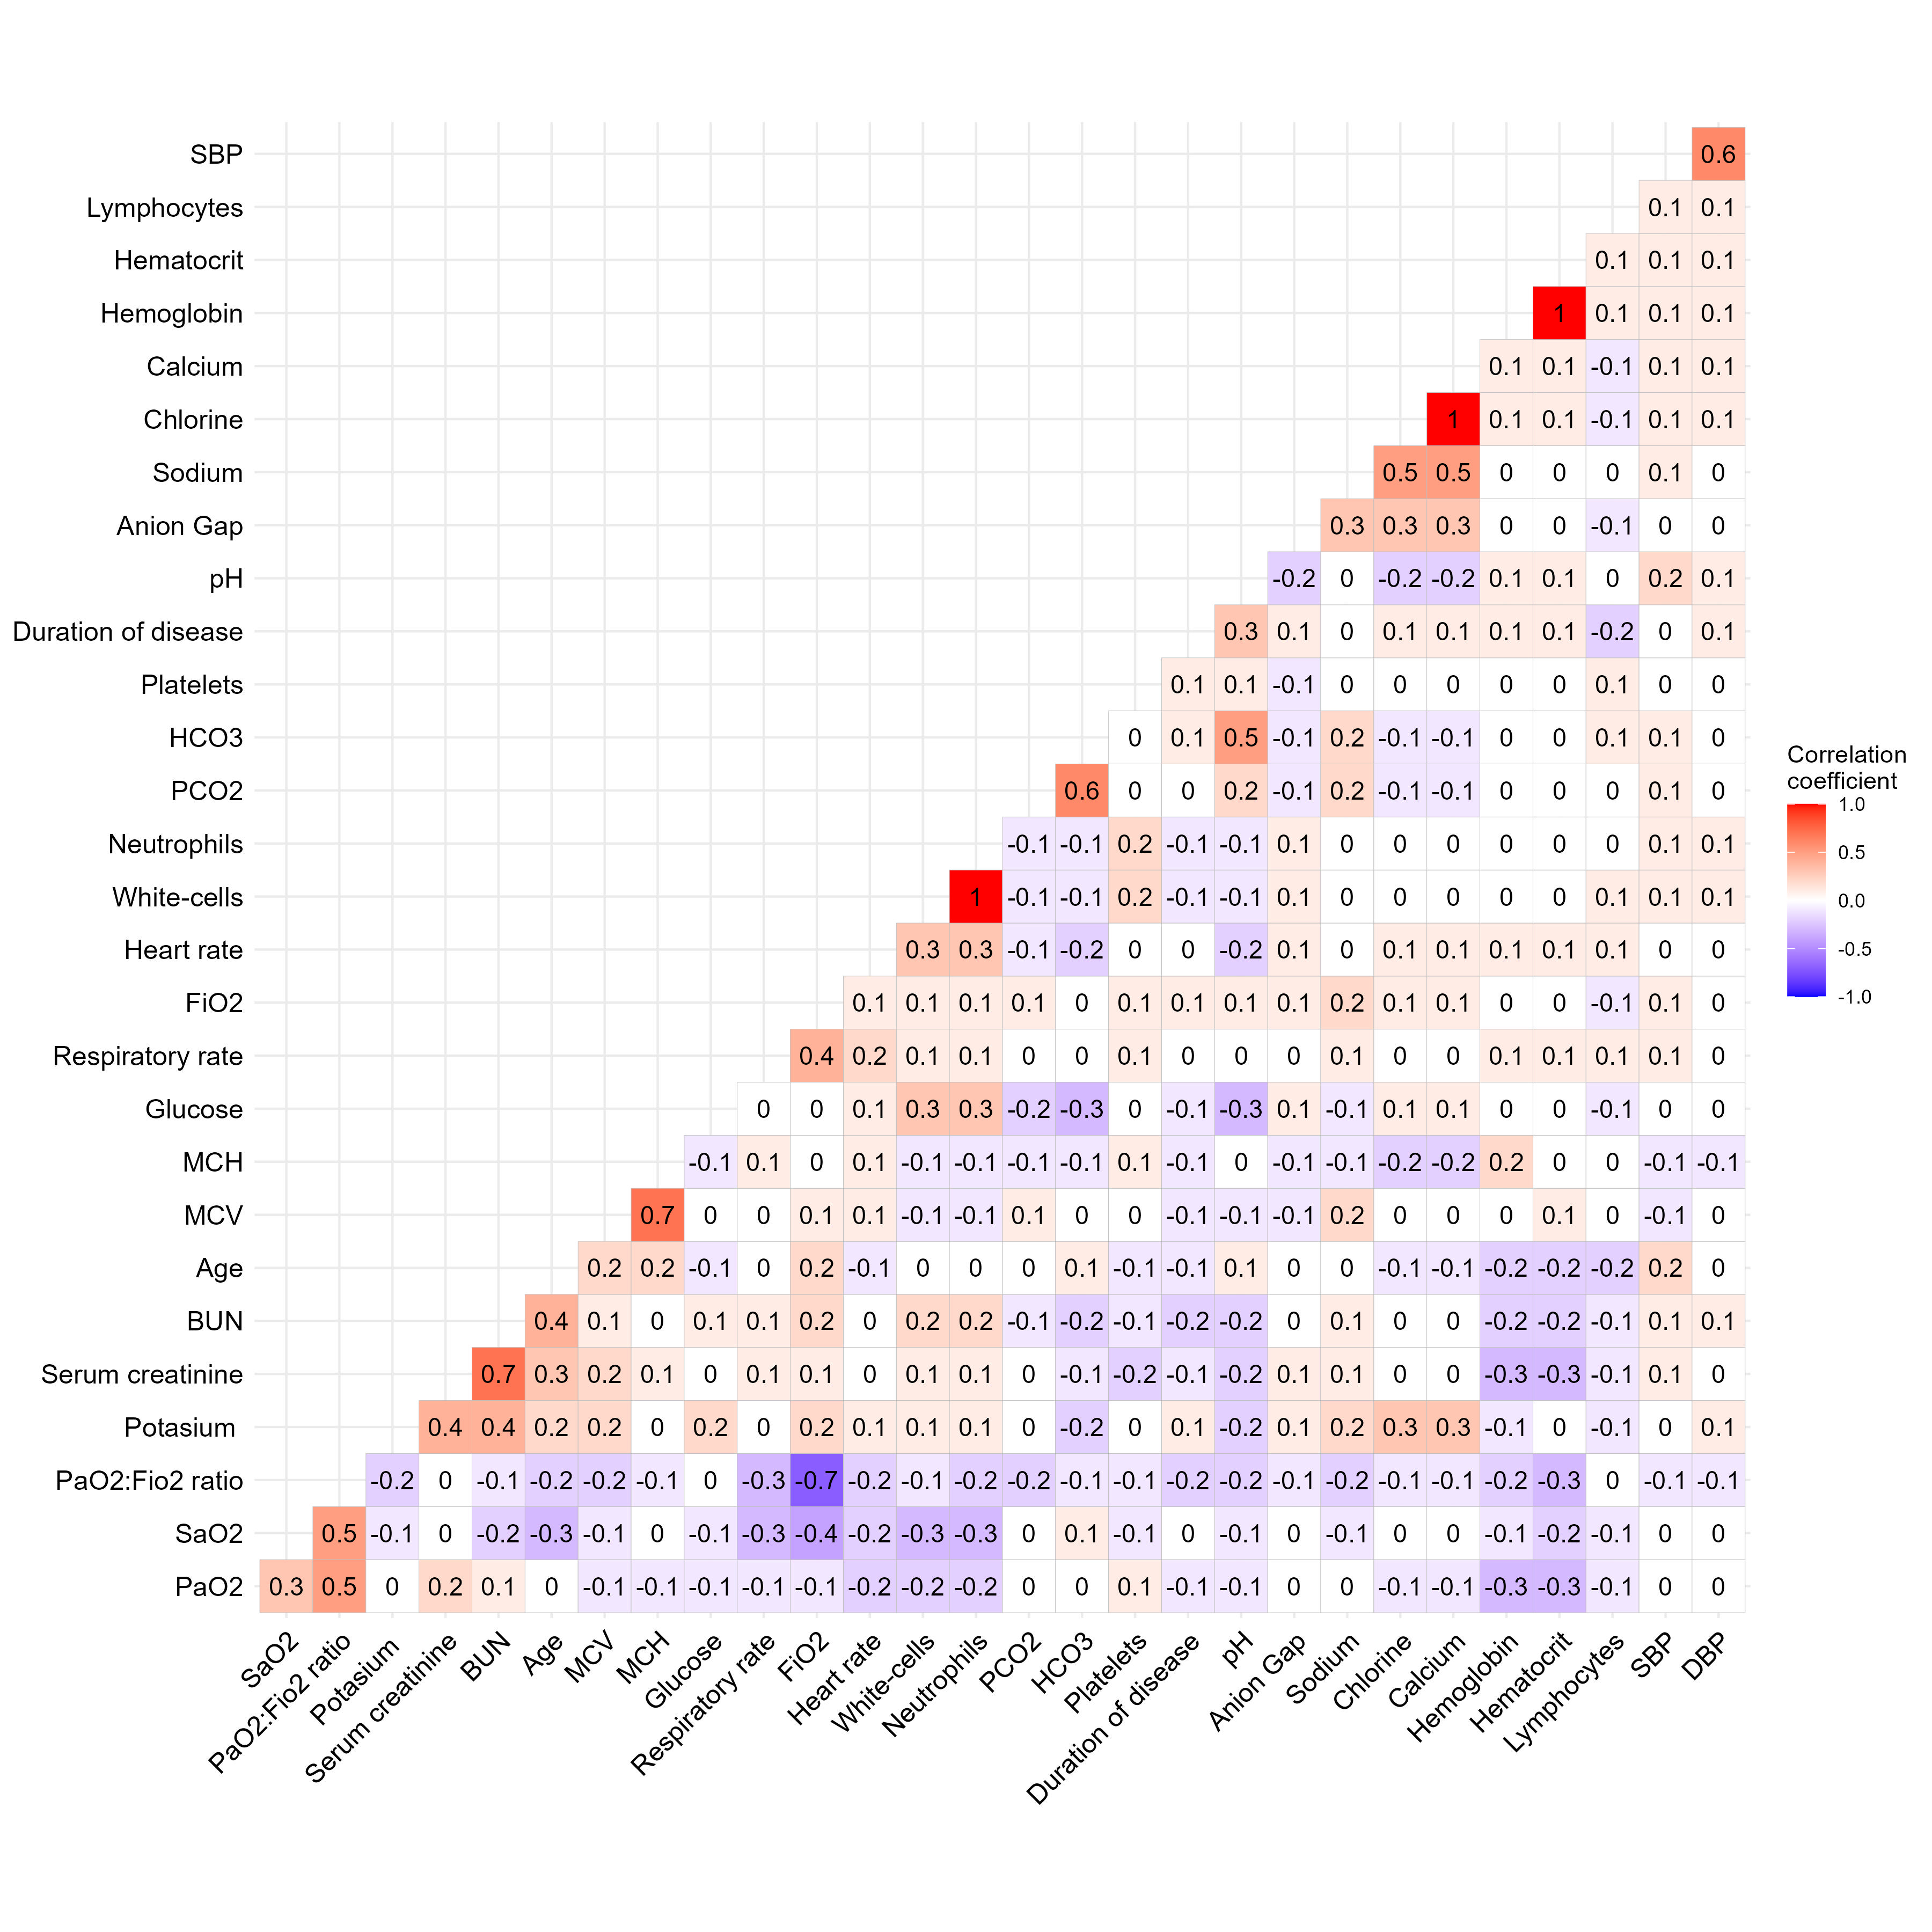 SBP 0.6
Lymphocytes 0.1 0.1
Hematocrit 0.1 0.1 0.1
Hemoglobin 1 0.1 0.1 0.1
Calcium 0.1 0.1 -0.1 0.1 0.1
Chlorine 1 0.1 0.1 -0.1 0.1 0.1
Sodium 0.5 0.5 0 0 0 0.1 0
Anion Gap 0.3 0.3 0.3 0 0 -0.1 0 0
pH -0.2 0 -0.2 -0.2 0.1 0.1 0 0.2 0.1
Duration of disease 0.3 0.1 0 0.1 0.1 0.1 0.1 -0.2 0 0.1
Platelets 0.1 0.1 -0.1 0 0 0 0 0 0.1 0 0
HCO3 0 0.1 0.5 -0.1 0.2 -0.1 -0.1 0 0 0.1 0.1 0
PCO2 0.6 0 0 0.2 -0.1 0.2 -0.1 -0.1 0 0 0 0.1 0
Neutrophils -0.1 -0.1 0.2 -0.1 -0.1 0.1 0 0 0 0 0 0 0.1 0.1
White-cells 1 -0.1 -0.1 0.2 -0.1 -0.1 0.1 0 0 0 0 0 0.1 0.1 0.1
Heart rate 0.3 0.3 -0.1 -0.2 0 0 -0.2 0.1 0 0.1 0.1 0.1 0.1 0.1 0 0
FiO2 0.1 0.1 0.1 0.1 0 0.1 0.1 0.1 0.1 0.2 0.1 0.1 0 0 -0.1 0.1 0
Respiratory rate 0.4 0.2 0.1 0.1 0 0 0.1 0 0 0 0.1 0 0 0.1 0.1 0.1 0.1 0
Glucose 0 0 0.1 0.3 0.3 -0.2 -0.3 0 -0.1 -0.3 0.1 -0.1 0.1 0.1 0 0 -0.1 0 0
MCH -0.1 0.1 0 0.1 -0.1 -0.1 -0.1 -0.1 0.1 -0.1 0 -0.1 -0.1 -0.2 -0.2 0.2 0 0 -0.1 -0.1
MCV 0.7 0 0 0.1 0.1 -0.1 -0.1 0.1 0 0 -0.1 -0.1 -0.1 0.2 0 0 0 0.1 0 -0.1 0
Age 0.2 0.2 -0.1 0 0.2 -0.1 0 0 0 0.1 -0.1 -0.1 0.1 0 0 -0.1 -0.1 -0.2 -0.2 -0.2 0.2 0
BUN 0.4 0.1 0 0.1 0.1 0.2 0 0.2 0.2 -0.1 -0.2 -0.1 -0.2 -0.2 0 0.1 0 0 -0.2 -0.2 -0.1 0.1 0.1
Serum creatinine 0.7 0.3 0.2 0.1 0 0.1 0.1 0 0.1 0.1 0 -0.1 -0.2 -0.1 -0.2 0.1 0.1 0 0 -0.3 -0.3 -0.1 0.1 0
Potasium 0.4 0.4 0.2 0.2 0 0.2 0 0.2 0.1 0.1 0.1 0 -0.2 0 0.1 -0.2 0.1 0.2 0.3 0.3 -0.1 0 -0.1 0 0.1
PaO2:Fio2 ratio -0.2 0 -0.1 -0.2 -0.2 -0.1 0 -0.3 -0.7 -0.2 -0.1 -0.2 -0.2 -0.1 -0.1 -0.2 -0.2 -0.1 -0.2 -0.1 -0.1 -0.2 -0.3 0 -0.1 -0.1
SaO2 0.5 -0.1 0 -0.2 -0.3 -0.1 0 -0.1 -0.3 -0.4 -0.2 -0.3 -0.3 0 0.1 -0.1 0 -0.1 0 -0.1 0 0 -0.1 -0.2 -0.1 0 0
PaO2 0.3 0.5 0 0.2 0.1 0 -0.1 -0.1 -0.1 -0.1 -0.1 -0.2 -0.2 -0.2 0 0 0.1 -0.1 -0.1 0 0 -0.1 -0.1 -0.3 -0.3 -0.1 0 0
SaO2
PaO2:Fio2 ratio
Potasium
Serum creatinine
BUN
Age
MCV
MCH
Glucose
Respiratory rate
FiO2
Heart rate
White-cells
Neutrophils
PCO2
HCO3
Platelets
Duration of disease
pH
Anion Gap
Sodium
Chlorine
Calcium
Hemoglobin
Hematocrit
Lymphocytes
SBP
DBP
Correlation
coefficient
1.0
0.5
0.0
-0.5
-1.0